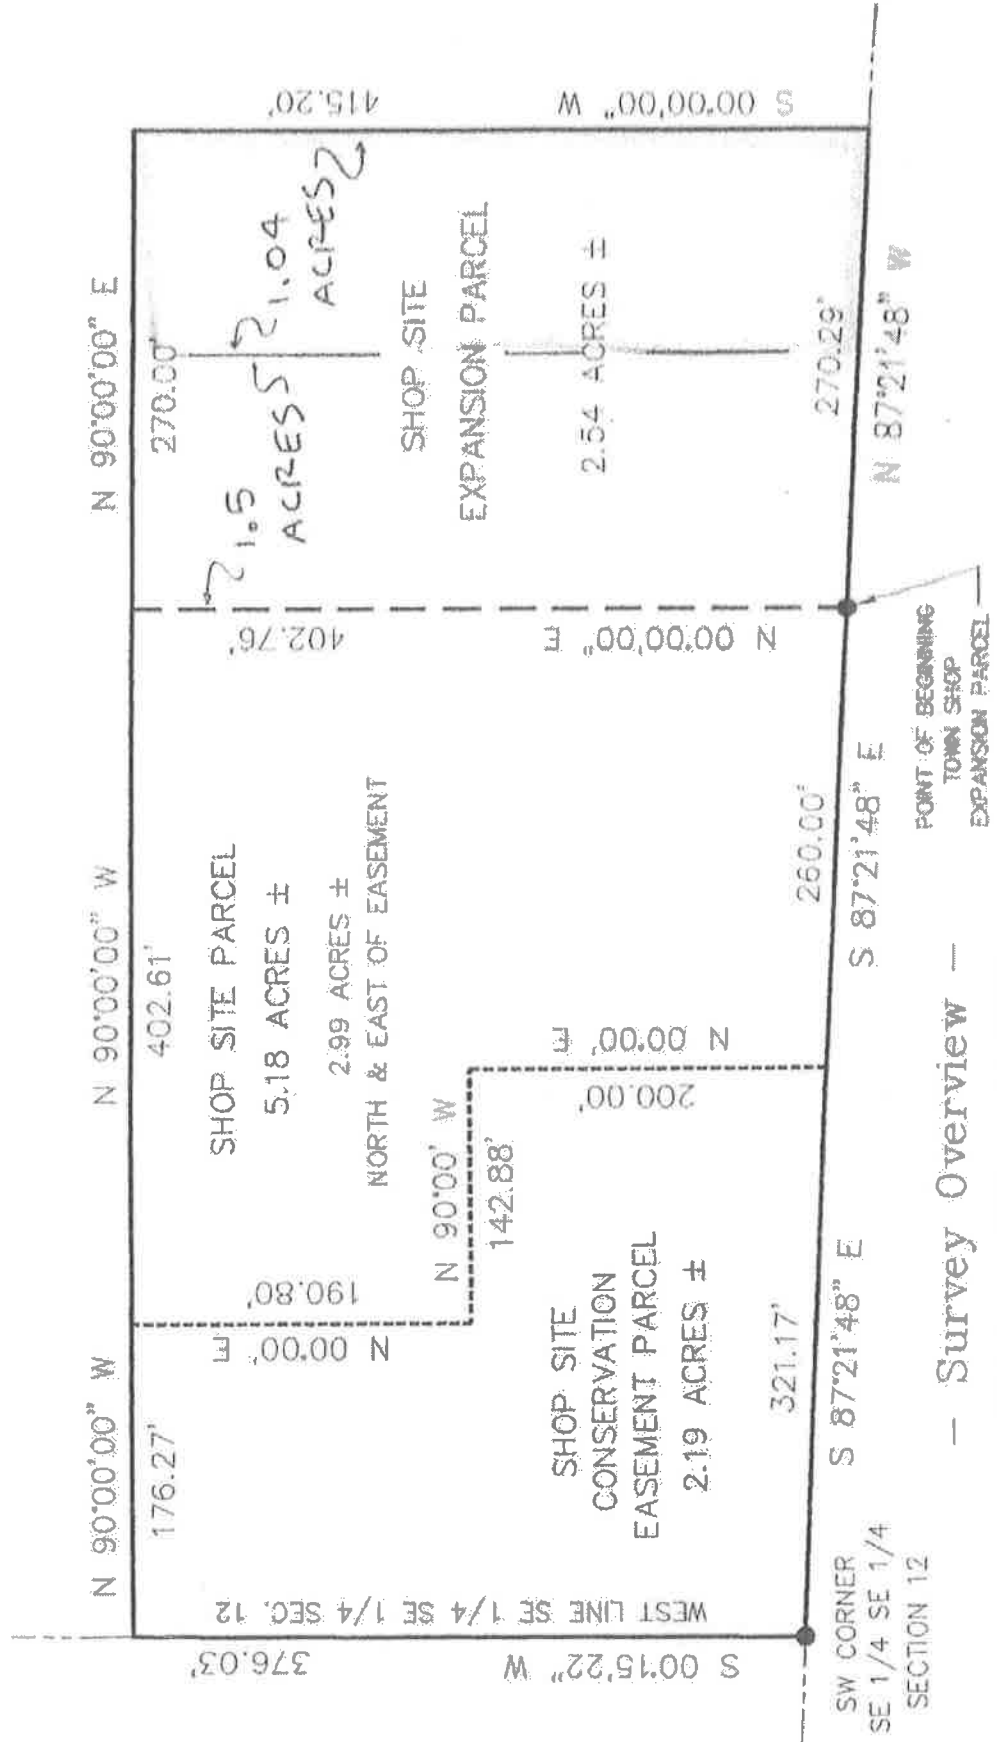 N 90°00'00" W
176.27'
N 90°00'00" W
402.61'
N 90°00'00" E
270.00'
376.03'
S 00°15'22" W
WEST LINE SE 1/4 SE 1/4 SEC. 12
190.80'
N 00°00' E
N 90°00' W
142.88'
200.00'
N 00°00' E
SHOP SITE
CONSERVATION
EASEMENT PARCEL
2.19 ACRES ±
SHOP SITE PARCEL
5.18 ACRES ±
2.99 ACRES ±
NORTH & EAST OF EASEMENT
402.76'
N 00°00'00" E
1.5
ACRES
1.04
ACRES
SHOP SITE
EXPANSION PARCEL
2.54 ACRES ±
415.20'
S 00°00'00" W
321.17'
S 87°21'48" E
260.00'
S 87°21'48" E
270.29'
N 87°21'48" W
SW CORNER
SE 1/4 SE 1/4
SECTION 12
POINT OF BEGINNING
TOWN SHOP
EXPANSION PARCEL
— Survey Overview —